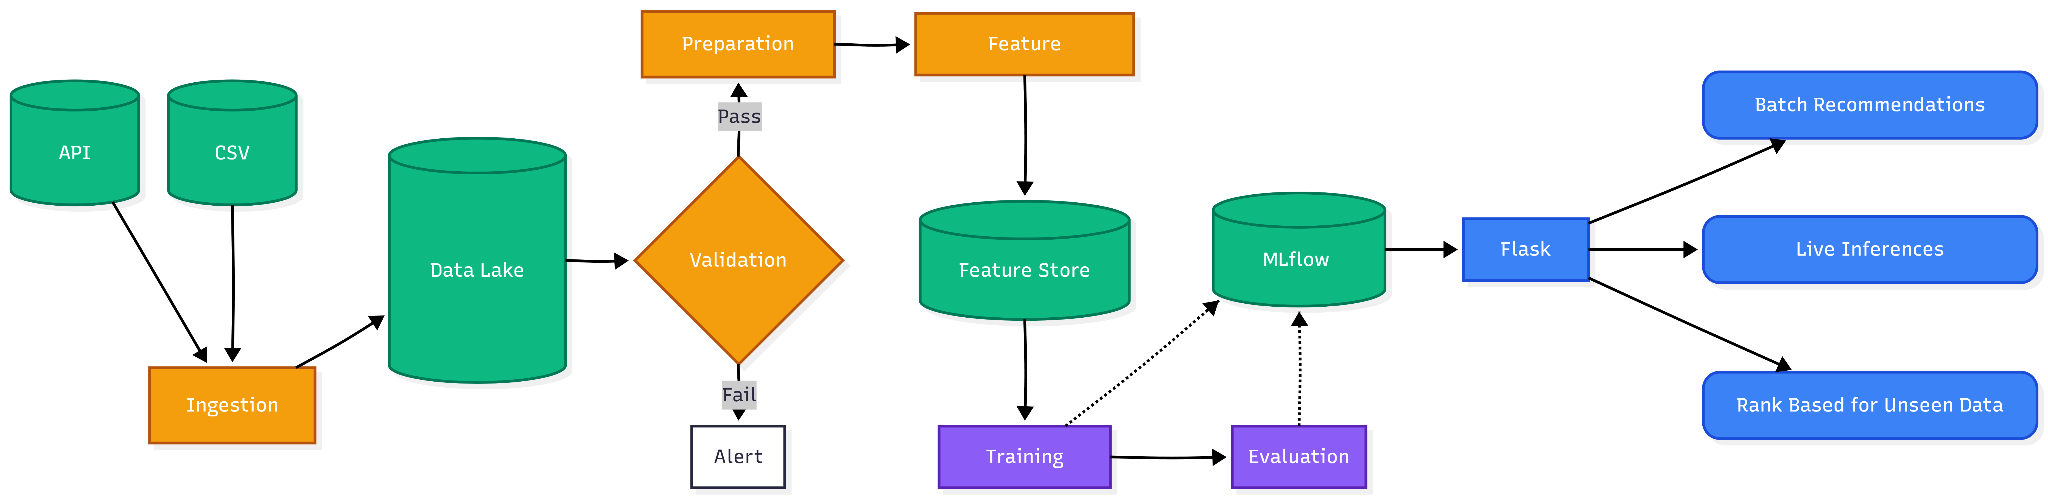 API
CSV
Ingestion
Data Lake
Validation
Pass
Preparation
Fail
Alert
Feature
Feature Store
Training
Evaluation
MLflow
Flask
Batch Recommendations
Live Inferences
Rank Based for Unseen Data